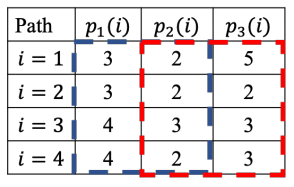 Path p₁(i) p₂(i) p₃(i)
i = 1 3 2 5
i = 2 3 2 2
i = 3 4 3 3
i = 4 4 2 3